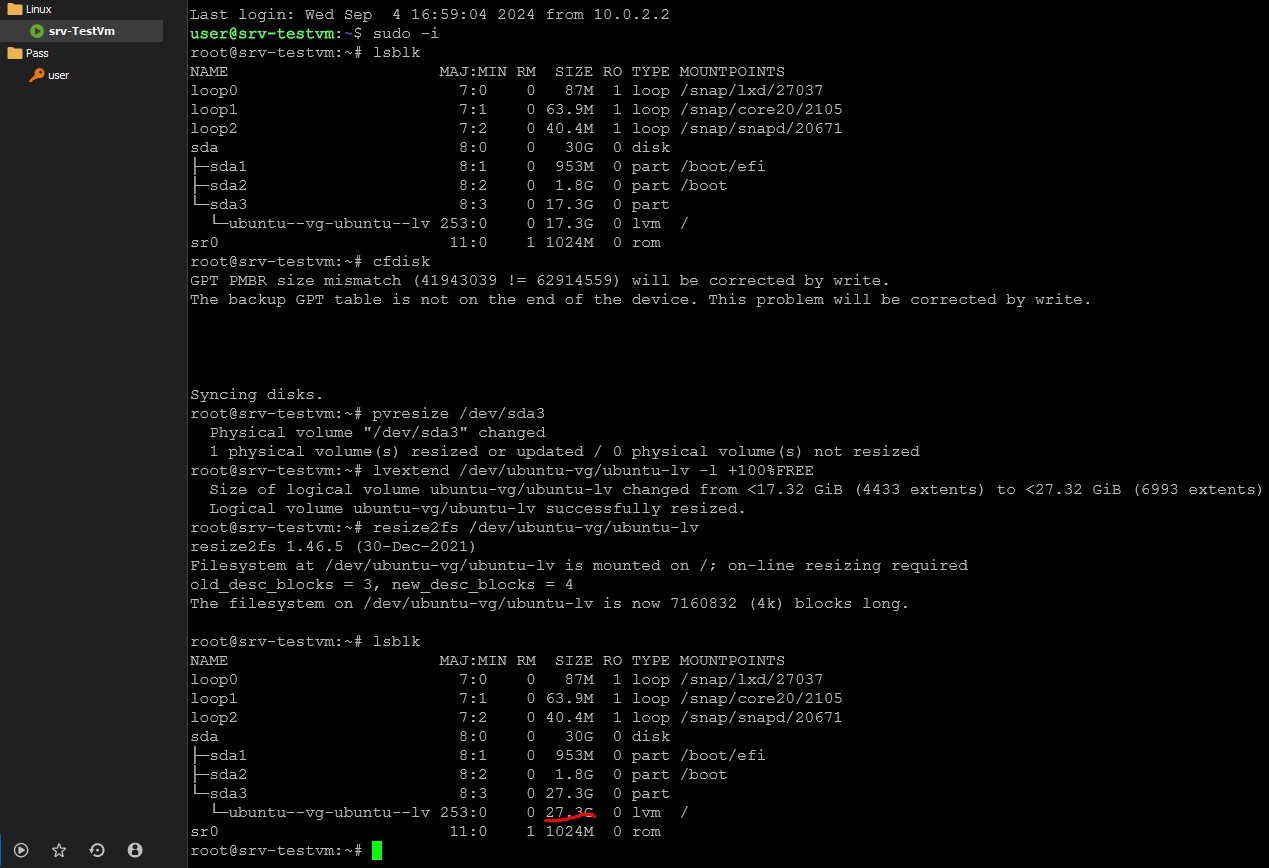 Linux
srv-TestVm
Pass
user
Last login: Wed Sep  4 16:59:04 2024 from 10.0.2.2
user@srv-testvm:~$ sudo -i
root@srv-testvm:~# lsblk
NAME                      MAJ:MIN RM   SIZE RO TYPE MOUNTPOINTS
loop0                       7:0    0    87M  1 loop /snap/lxd/27037
loop1                       7:1    0  63.9M  1 loop /snap/core20/2105
loop2                       7:2    0  40.4M  1 loop /snap/snapd/20671
sda                         8:0    0    30G  0 disk
├─sda1                      8:1    0   953M  0 part /boot/efi
├─sda2                      8:2    0   1.8G  0 part /boot
└─sda3                      8:3    0  17.3G  0 part
  └─ubuntu--vg-ubuntu--lv 253:0    0  17.3G  0 lvm  /
sr0                        11:0    1  1024M  0 rom
root@srv-testvm:~# cfdisk
GPT PMBR size mismatch (41943039 != 62914559) will be corrected by write.
The backup GPT table is not on the end of the device. This problem will be corrected by write.
Syncing disks.
root@srv-testvm:~# pvresize /dev/sda3
  Physical volume "/dev/sda3" changed
  1 physical volume(s) resized or updated / 0 physical volume(s) not resized
root@srv-testvm:~# lvextend /dev/ubuntu-vg/ubuntu-lv -l +100%FREE
  Size of logical volume ubuntu-vg/ubuntu-lv changed from <17.32 GiB (4433 extents) to <27.32 GiB (6993 extents)
  Logical volume ubuntu-vg/ubuntu-lv successfully resized.
root@srv-testvm:~# resize2fs /dev/ubuntu-vg/ubuntu-lv
resize2fs 1.46.5 (30-Dec-2021)
Filesystem at /dev/ubuntu-vg/ubuntu-lv is mounted on /; on-line resizing required
old_desc_blocks = 3, new_desc_blocks = 4
The filesystem on /dev/ubuntu-vg/ubuntu-lv is now 7160832 (4k) blocks long.
root@srv-testvm:~# lsblk
NAME                      MAJ:MIN RM   SIZE RO TYPE MOUNTPOINTS
loop0                       7:0    0    87M  1 loop /snap/lxd/27037
loop1                       7:1    0  63.9M  1 loop /snap/core20/2105
loop2                       7:2    0  40.4M  1 loop /snap/snapd/20671
sda                         8:0    0    30G  0 disk
├─sda1                      8:1    0   953M  0 part /boot/efi
├─sda2                      8:2    0   1.8G  0 part /boot
└─sda3                      8:3    0  27.3G  0 part
  └─ubuntu--vg-ubuntu--lv 253:0    0  27.3G  0 lvm  /
sr0                        11:0    1  1024M  0 rom
root@srv-testvm:~#